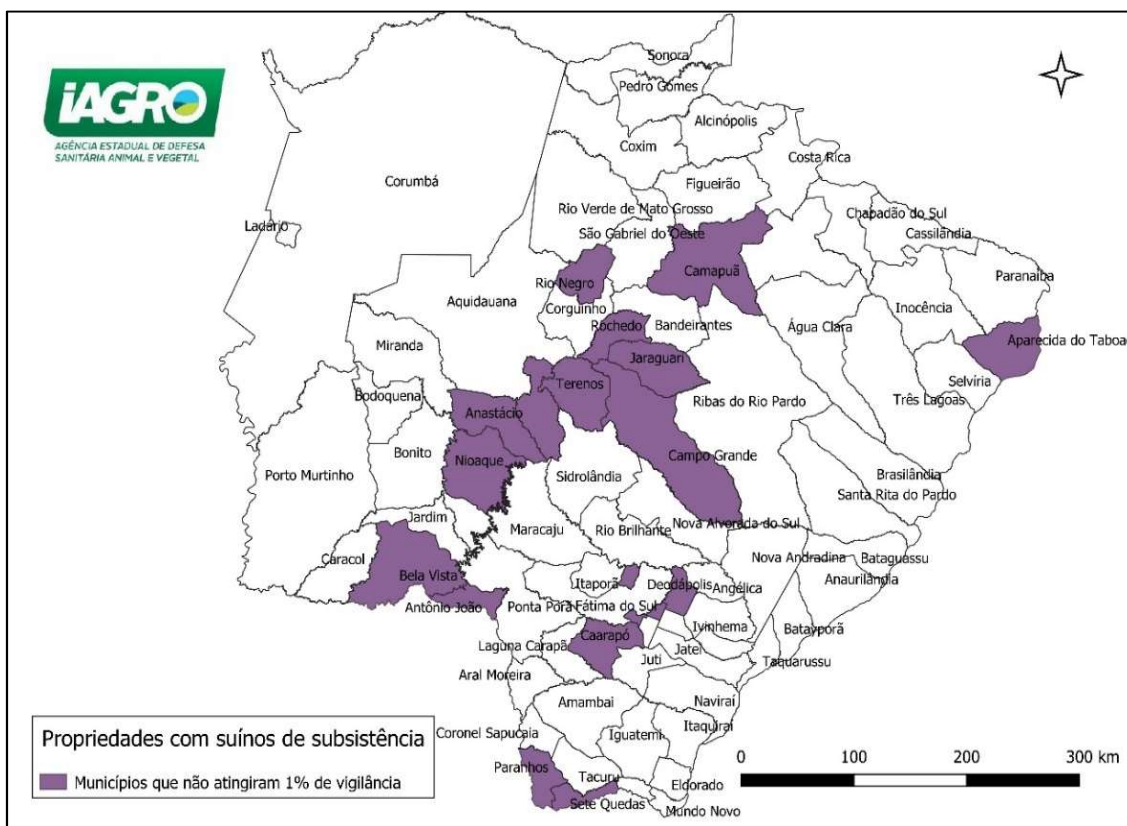 iAGRO
AGÊNCIA ESTADUAL DE DEFESA
SANITÁRIA ANIMAL E VEGETAL
Sonora
Pedro Gomes
Alcinópolis
Coxim
Costa Rica
Corumbá
Figueirão
Rio Verde de Mato Grosso
Chapadão do Sul
Ladário
São Gabriel do Oeste
Cassilândia
Camapuã
Paranaíba
Rio Negro
Aquidauana
Inocência
Corguinho
Rochedo
Bandeirantes
Água Clara
Aparecida do Taboado
Miranda
Jaraguari
Terenos
Selvíria
Bodoquena
Ribas do Rio Pardo
Três Lagoas
Anastácio
Bonito
Nioaque
Campo Grande
Porto Murtinho
Sidrolândia
Brasilândia
Santa Rita do Pardo
Jardim
Maracaju
Rio Brilhante
Nova Alvorada do Sul
Caracol
Nova Andradina
Bataguassu
Bela Vista
Itaporã
Deodápolis
Angélica
Anaurilândia
Antônio João
Ponta Porã
Fátima do Sul
Ivinhema
Batayporã
Caarapó
Laguna Carapã
Juti
Jateí
Taquarussu
Aral Moreira
Amambai
Naviraí
Coronel Sapucaia
Iguatemi
Itaquiraí
Paranhos
Tacuru
Eldorado
Sete Quedas
Mundo Novo
Propriedades com suínos de subsistência
Municípios que não atingiram 1% de vigilância
0 100 200 300 km